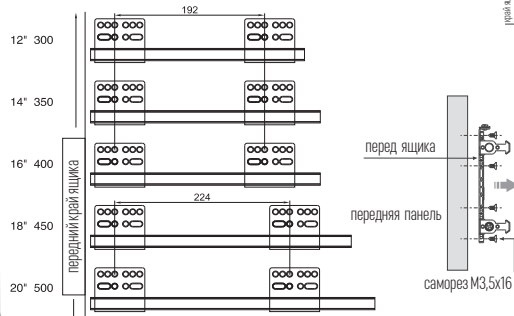 192
12" 300
14" 350
16" 400
224
18" 450
20" 500
передний край ящика
край я
перед ящика
передняя панель
саморез М3,5х16